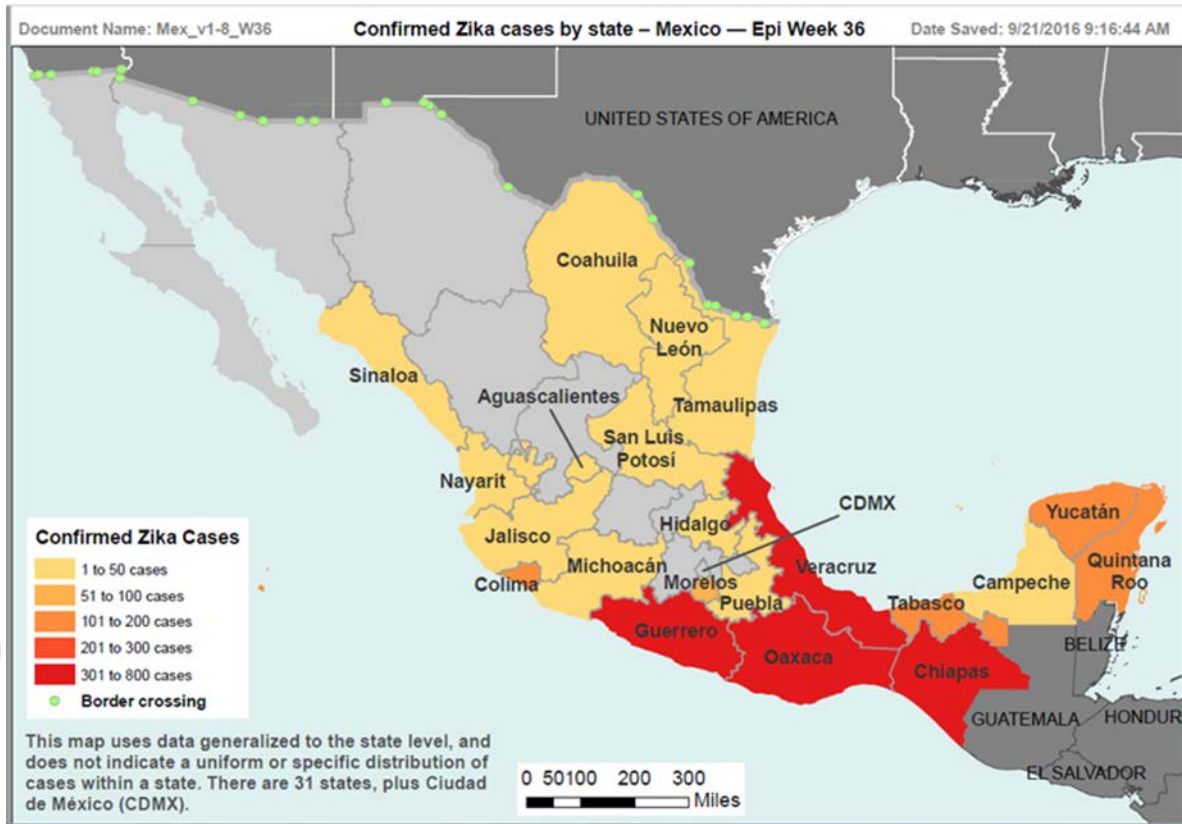 Document Name: Mex_v1-8_W36
Confirmed Zika cases by state – Mexico — Epi Week 36
Date Saved: 9/21/2016 9:16:44 AM
UNITED STATES OF AMERICA
Coahuila
Nuevo
León
Sinaloa
Aguascalientes
Tamaulipas
San Luis
Potosí
Nayarit
CDMX
Hidalgo
Yucatán
Jalisco
Quintana
Roo
Michoacán
Veracruz
Campeche
Colima
Morelos
Puebla
Tabasco
Guerrero
BELIZE
Oaxaca
Chiapas
GUATEMALA
HONDUR
EL SALVADOR
Confirmed Zika Cases
1 to 50 cases
51 to 100 cases
101 to 200 cases
201 to 300 cases
301 to 800 cases
Border crossing
This map uses data generalized to the state level, and
does not indicate a uniform or specific distribution of
cases within a state. There are 31 states, plus Ciudad
de México (CDMX).
0 50100 200 300
Miles